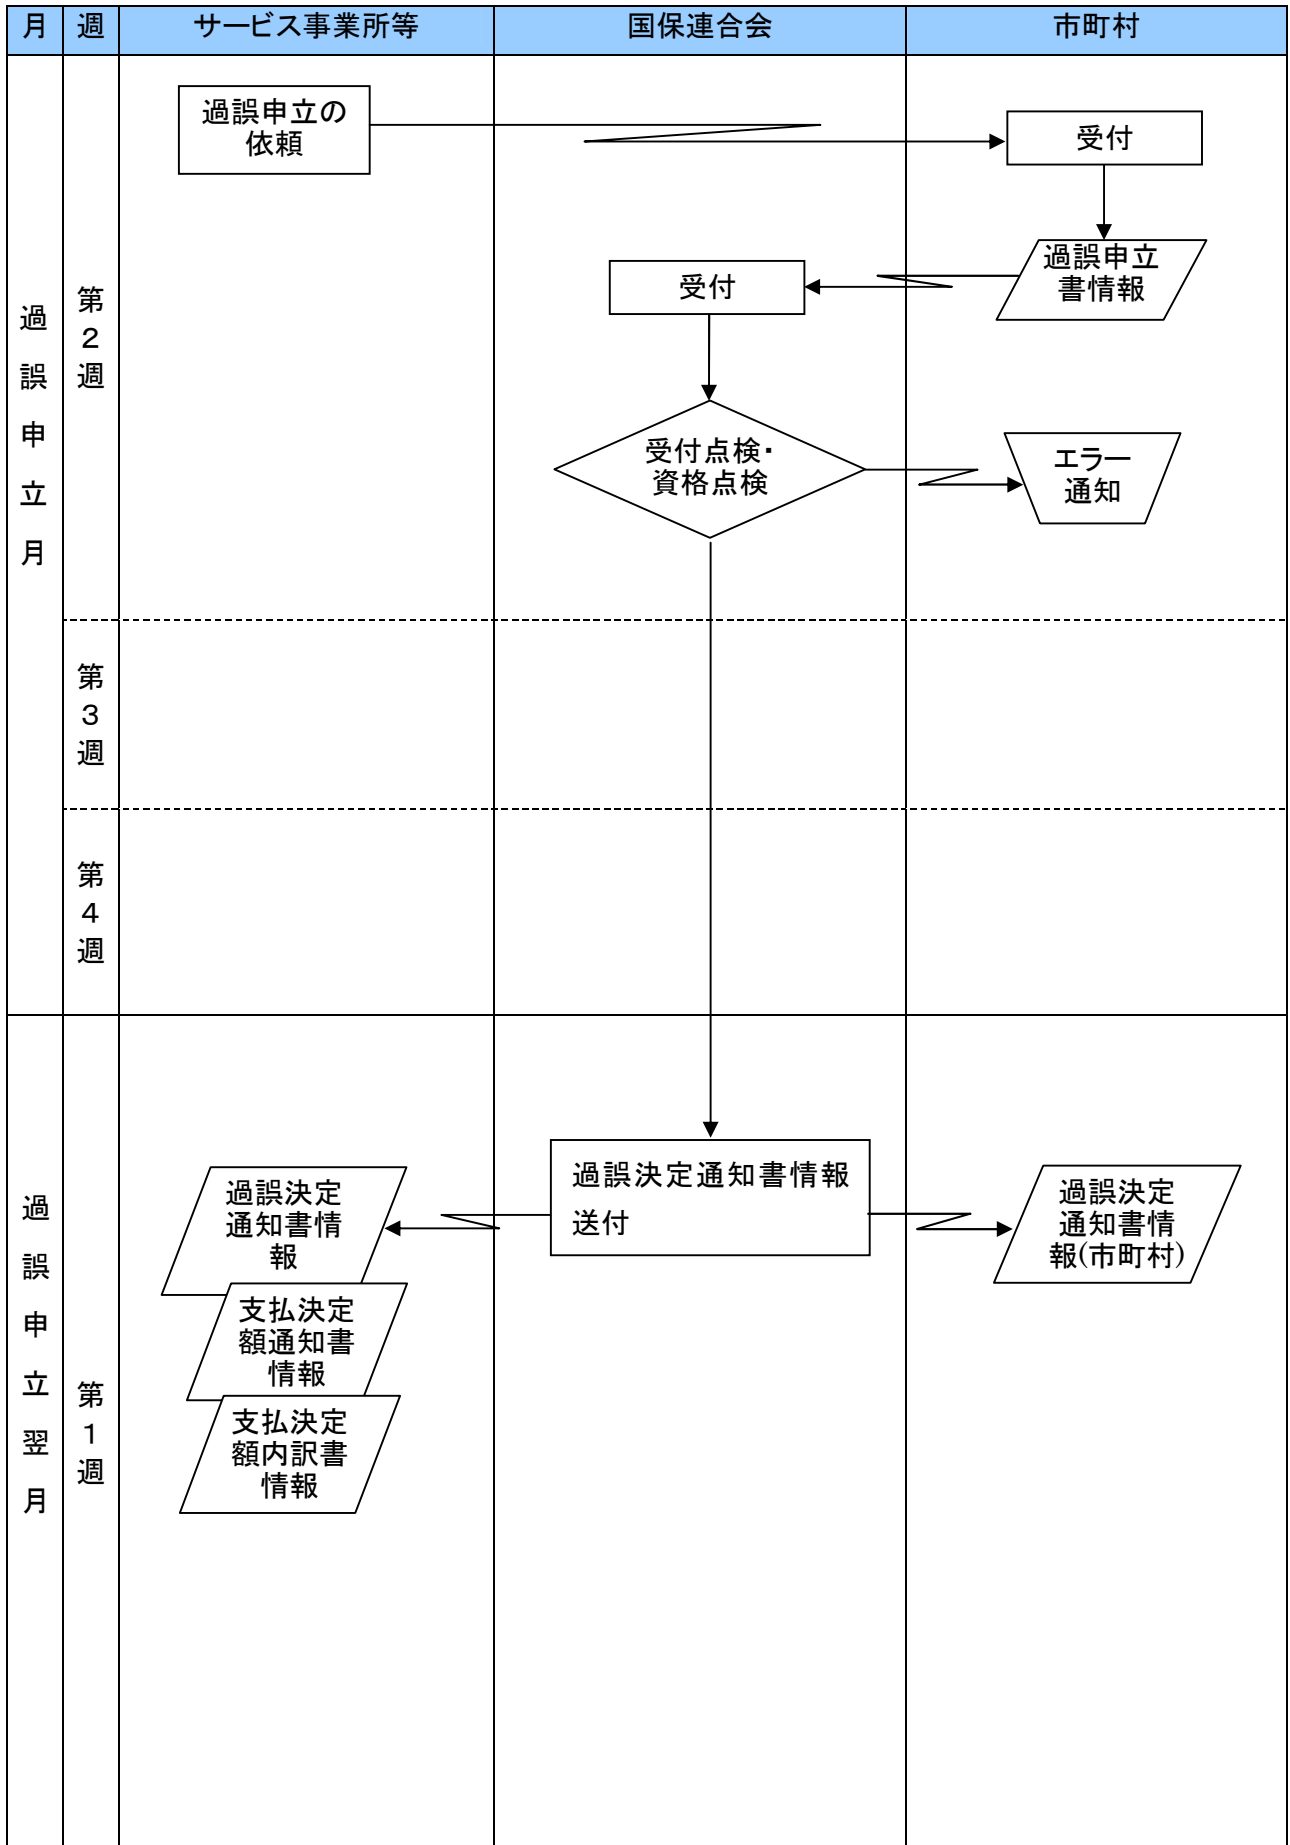 月 週 サービス事業所等 国保連合会 市町村
過誤申立月
第２週
過誤申立の
依頼
受付
過誤申立
書情報
受付
受付点検・
資格点検
エラー
通知
第３週
第４週
過誤申立翌月
第１週
過誤決定通知書情報
送付
過誤決定
通知書情
報
支払決定
額通知書
情報
支払決定
額内訳書
情報
過誤決定
通知書情
報(市町村)